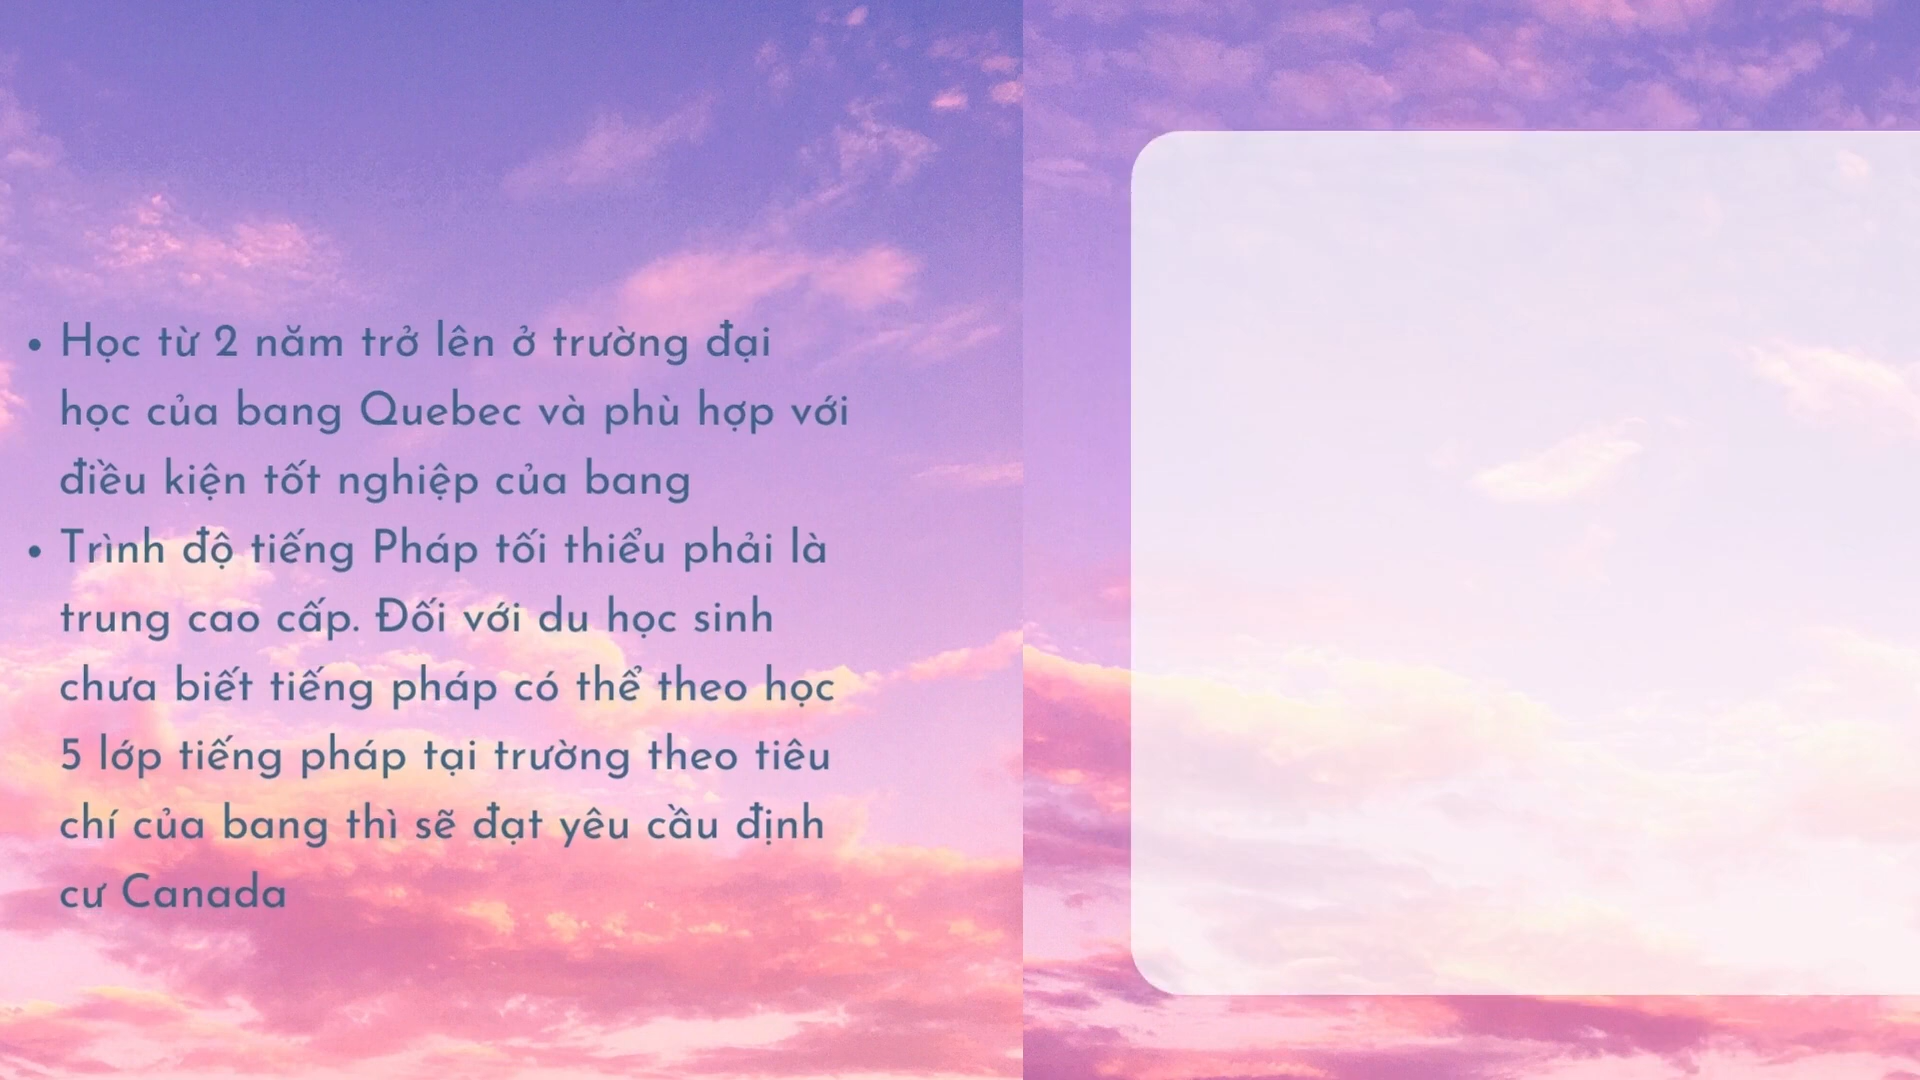 • Học từ 2 năm trở lên ở trường đại
học của bang Quebec và phù hợp với
điều kiện tốt nghiệp của bang
• Trình độ tiếng Pháp tối thiểu phải là
trung cao cấp. Đối với du học sinh
chưa biết tiếng pháp có thể theo học
5 lớp tiếng pháp tại trường theo tiêu
chí của bang thì sẽ đạt yêu cầu định
cư Canada